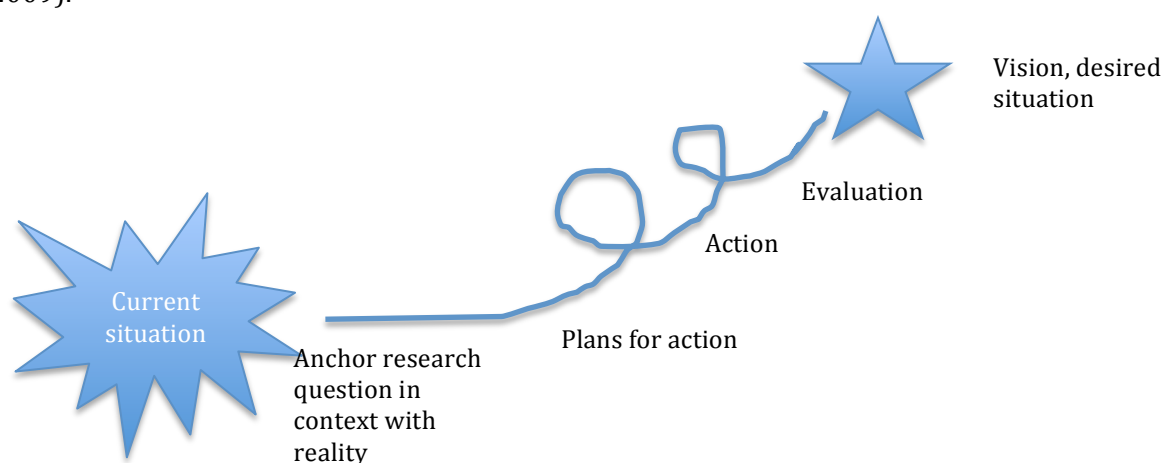 Vision, desired
situation
Evaluation
Action
Current
situation
Plans for action
Anchor research
question in
context with
reality